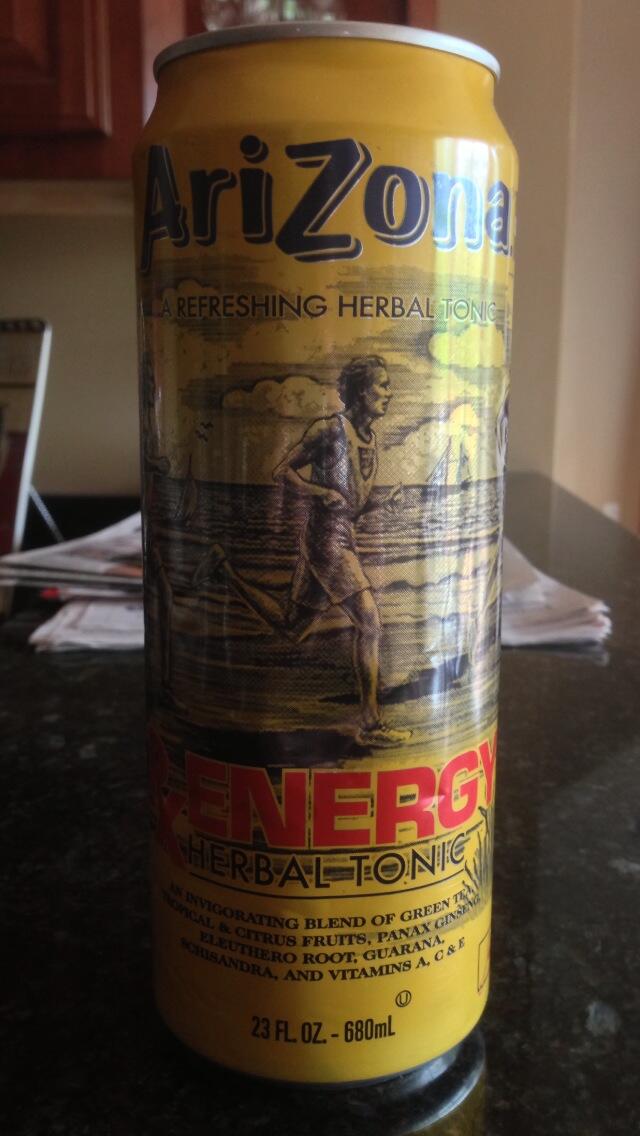 AriZona
A REFRESHING HERBAL TONIC
Rx ENERGY
HERBAL TONIC
AN INVIGORATING BLEND OF GREEN TEA,
TROPICAL & CITRUS FRUITS, PANAX GINSENG,
ELEUTHERO ROOT, GUARANA,
SCHISANDRA, AND VITAMINS A, C & E
U
23 FL. OZ. - 680mL